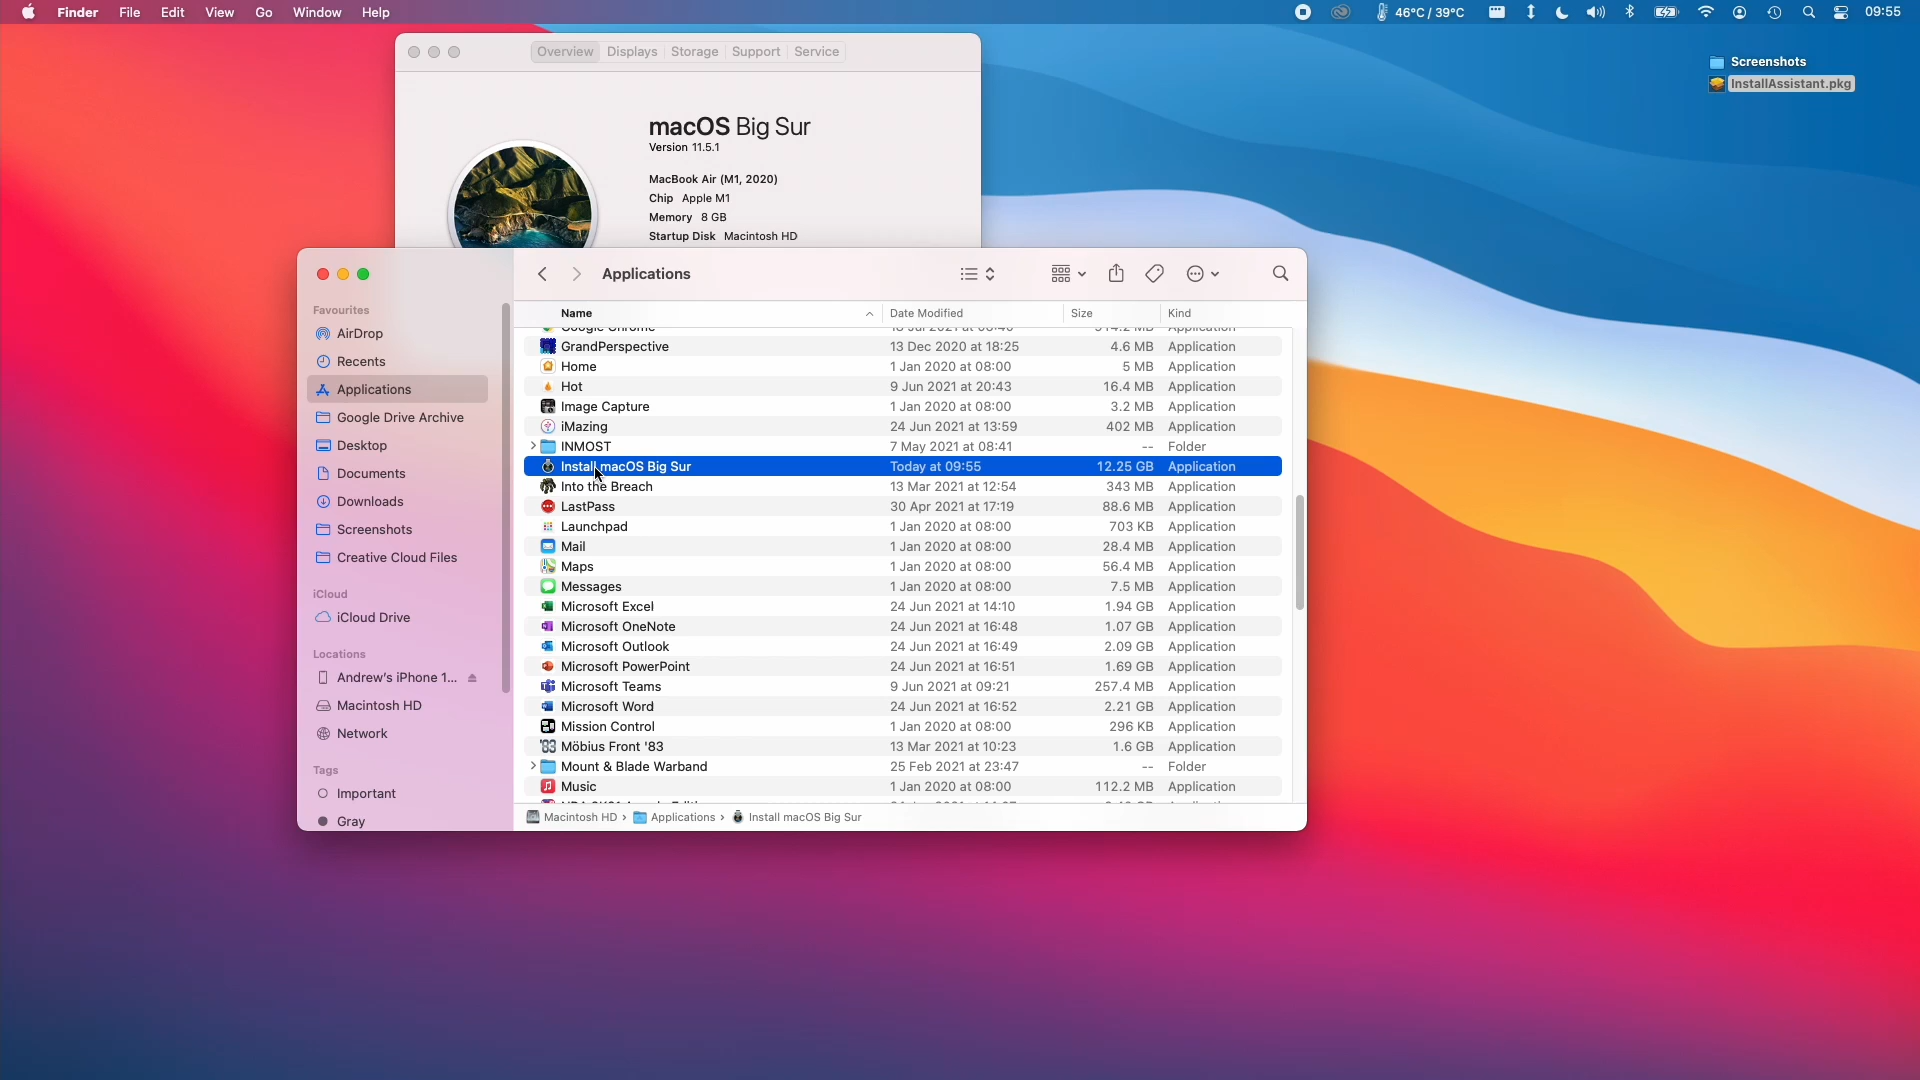 Finder File Edit View Go Window Help 46°C / 39°C 09:55
Overview Displays Storage Support Service
Screenshots
InstallAssistant.pkg
macOS Big Sur
Version 11.5.1
MacBook Air (M1, 2020)
Chip Apple M1
Memory 8 GB
Startup Disk Macintosh HD
Applications
Favourites
AirDrop
Recents
Applications
Google Drive Archive
Desktop
Documents
Downloads
Screenshots
Creative Cloud Files
iCloud
iCloud Drive
Locations
Andrew's iPhone 1...
Macintosh HD
Network
Tags
Important
Gray
Name Date Modified Size Kind
Google Chrome Application
GrandPerspective 13 Dec 2020 at 18:25 4.6 MB Application
Home 1 Jan 2020 at 08:00 5 MB Application
Hot 9 Jun 2021 at 20:43 16.4 MB Application
Image Capture 1 Jan 2020 at 08:00 3.2 MB Application
iMazing 24 Jun 2021 at 13:59 402 MB Application
INMOST 7 May 2021 at 08:41 -- Folder
Install macOS Big Sur Today at 09:55 12.25 GB Application
Into the Breach 13 Mar 2021 at 12:54 343 MB Application
LastPass 30 Apr 2021 at 17:19 88.6 MB Application
Launchpad 1 Jan 2020 at 08:00 703 KB Application
Mail 1 Jan 2020 at 08:00 28.4 MB Application
Maps 1 Jan 2020 at 08:00 56.4 MB Application
Messages 1 Jan 2020 at 08:00 7.5 MB Application
Microsoft Excel 24 Jun 2021 at 14:10 1.94 GB Application
Microsoft OneNote 24 Jun 2021 at 16:48 1.07 GB Application
Microsoft Outlook 24 Jun 2021 at 16:49 2.09 GB Application
Microsoft PowerPoint 24 Jun 2021 at 16:51 1.69 GB Application
Microsoft Teams 9 Jun 2021 at 09:21 257.4 MB Application
Microsoft Word 24 Jun 2021 at 16:52 2.21 GB Application
Mission Control 1 Jan 2020 at 08:00 296 KB Application
Möbius Front '83 13 Mar 2021 at 10:23 1.6 GB Application
Mount & Blade Warband 25 Feb 2021 at 23:47 -- Folder
Music 1 Jan 2020 at 08:00 112.2 MB Application
Macintosh HD › Applications › Install macOS Big Sur